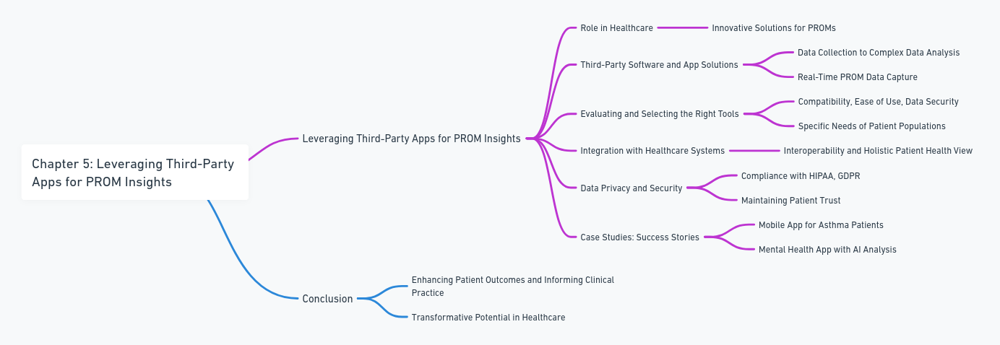 Chapter 5: Leveraging Third-Party
Apps for PROM Insights
Leveraging Third-Party Apps for PROM Insights
Role in Healthcare
Innovative Solutions for PROMs
Third-Party Software and App Solutions
Data Collection to Complex Data Analysis
Real-Time PROM Data Capture
Evaluating and Selecting the Right Tools
Compatibility, Ease of Use, Data Security
Specific Needs of Patient Populations
Integration with Healthcare Systems
Interoperability and Holistic Patient Health View
Data Privacy and Security
Compliance with HIPAA, GDPR
Maintaining Patient Trust
Case Studies: Success Stories
Mobile App for Asthma Patients
Mental Health App with AI Analysis
Conclusion
Enhancing Patient Outcomes and Informing Clinical
Practice
Transformative Potential in Healthcare